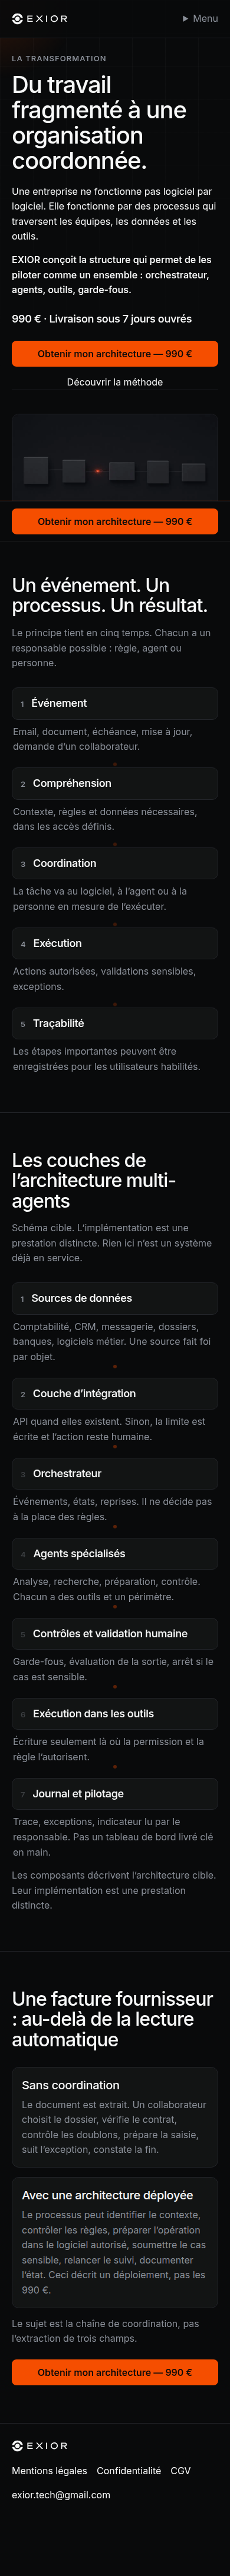 EXIOR
▶ Menu
LA TRANSFORMATION
Du travail
fragmenté à une
organisation
coordonnée.
Une entreprise ne fonctionne pas logiciel par
logiciel. Elle fonctionne par des processus qui
traversent les équipes, les données et les
outils.
EXIOR conçoit la structure qui permet de les
piloter comme un ensemble : orchestrateur,
agents, outils, garde-fous.
990 € · Livraison sous 7 jours ouvrés
Obtenir mon architecture — 990 €
Découvrir la méthode
Obtenir mon architecture — 990 €
Un événement. Un
processus. Un résultat.
Le principe tient en cinq temps. Chacun a un
responsable possible : règle, agent ou
personne.
1 Événement
Email, document, échéance, mise à jour,
demande d’un collaborateur.
2 Compréhension
Contexte, règles et données nécessaires,
dans les accès définis.
3 Coordination
La tâche va au logiciel, à l’agent ou à la
personne en mesure de l’exécuter.
4 Exécution
Actions autorisées, validations sensibles,
exceptions.
5 Traçabilité
Les étapes importantes peuvent être
enregistrées pour les utilisateurs habilités.
Les couches de
l’architecture multi-
agents
Schéma cible. L’implémentation est une
prestation distincte. Rien ici n’est un système
déjà en service.
1 Sources de données
Comptabilité, CRM, messagerie, dossiers,
banques, logiciels métier. Une source fait foi
par objet.
2 Couche d’intégration
API quand elles existent. Sinon, la limite est
écrite et l’action reste humaine.
3 Orchestrateur
Événements, états, reprises. Il ne décide pas
à la place des règles.
4 Agents spécialisés
Analyse, recherche, préparation, contrôle.
Chacun a des outils et un périmètre.
5 Contrôles et validation humaine
Garde-fous, évaluation de la sortie, arrêt si le
cas est sensible.
6 Exécution dans les outils
Écriture seulement là où la permission et la
règle l’autorisent.
7 Journal et pilotage
Trace, exceptions, indicateur lu par le
responsable. Pas un tableau de bord livré clé
en main.
Les composants décrivent l’architecture cible.
Leur implémentation est une prestation
distincte.
Une facture fournisseur
: au-delà de la lecture
automatique
Sans coordination
Le document est extrait. Un collaborateur
choisit le dossier, vérifie le contrat,
contrôle les doublons, prépare la saisie,
suit l’exception, constate la fin.
Avec une architecture déployée
Le processus peut identifier le contexte,
contrôler les règles, préparer l’opération
dans le logiciel autorisé, soumettre le cas
sensible, relancer le suivi, documenter
l’état. Ceci décrit un déploiement, pas les
990 €.
Le sujet est la chaîne de coordination, pas
l’extraction de trois champs.
Obtenir mon architecture — 990 €
EXIOR
Mentions légales Confidentialité CGV
exior.tech@gmail.com